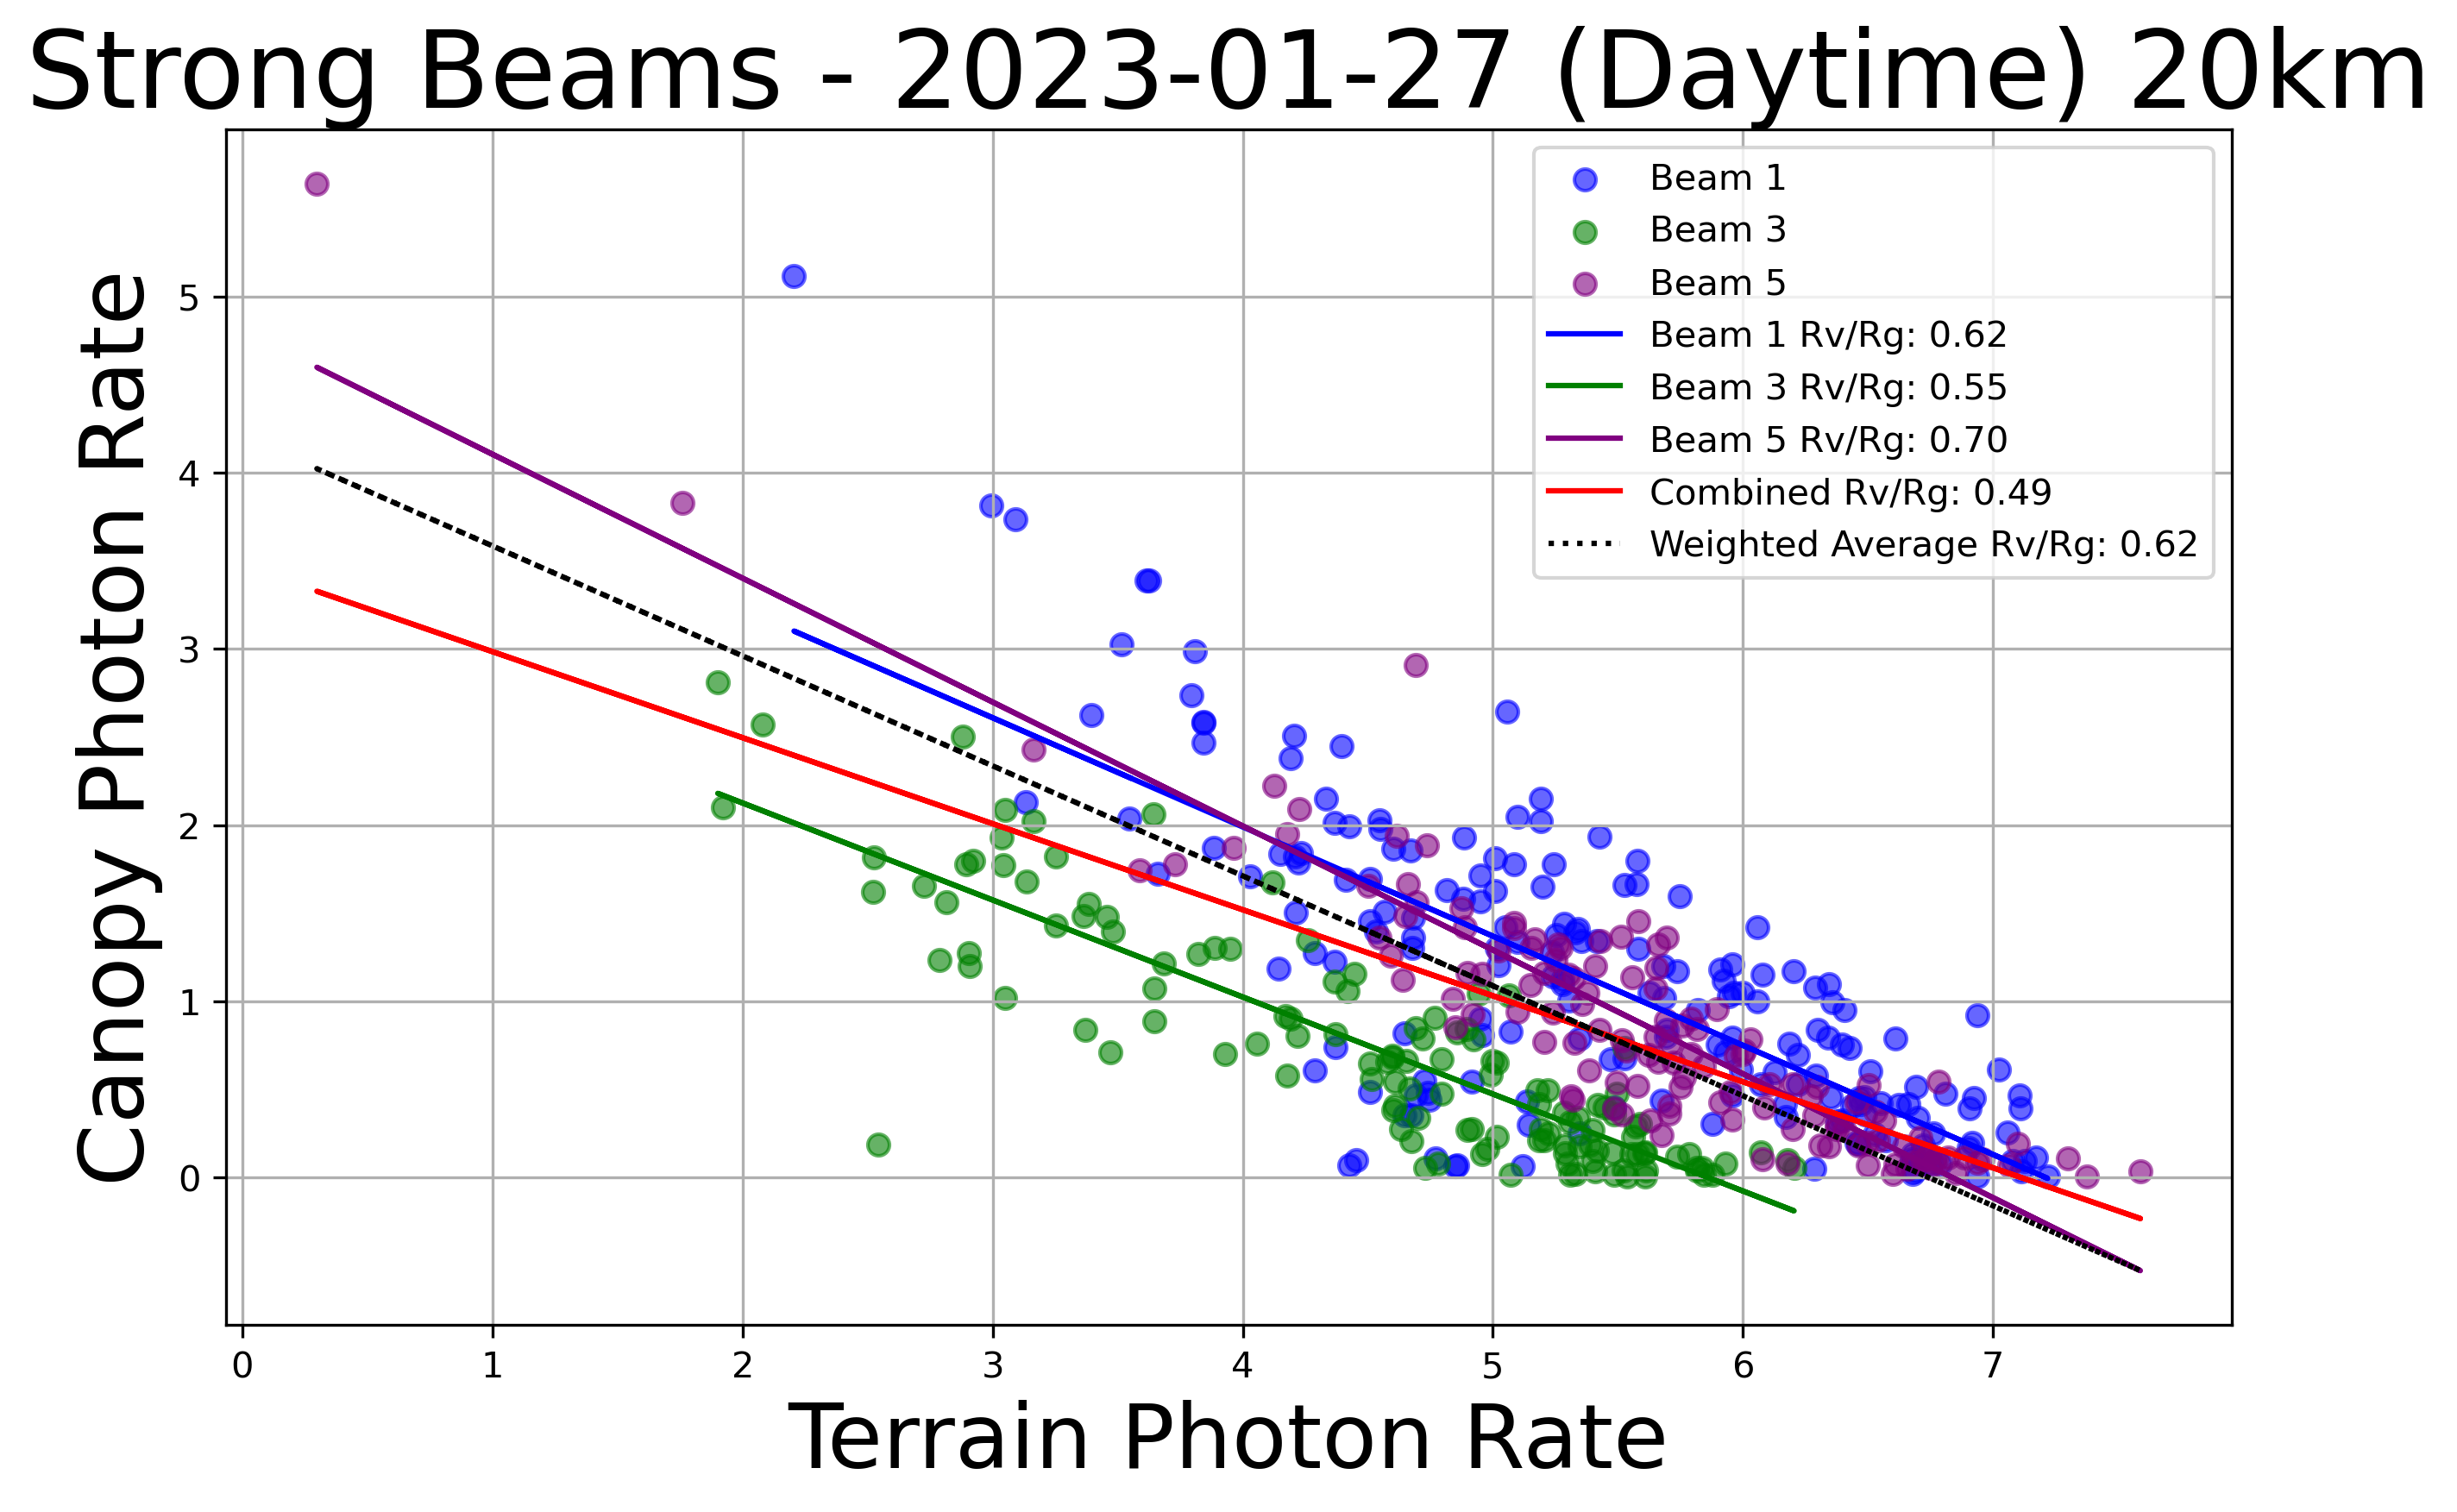 Strong Beams - 2023-01-27 (Daytime) 20km
Beam 1
Beam 3
Beam 5
Beam 1 Rv/Rg: 0.62
Beam 3 Rv/Rg: 0.55
Beam 5 Rv/Rg: 0.70
Combined Rv/Rg: 0.49
Weighted Average Rv/Rg: 0.62
Canopy Photon Rate
5
4
3
2
1
0
0 1 2 3 4 5 6 7
Terrain Photon Rate